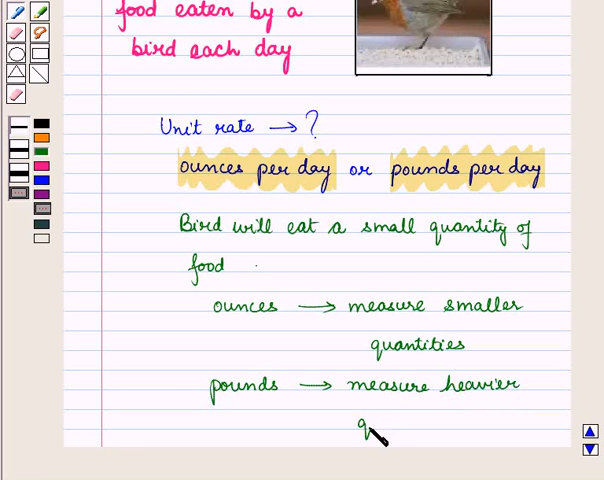 food eaten by a
bird each day
Unit rate → ?
ounces per day or pounds per day
Bird will eat a small quantity of
food
ounces → measure smaller
quantities
pounds → measure heavier
q